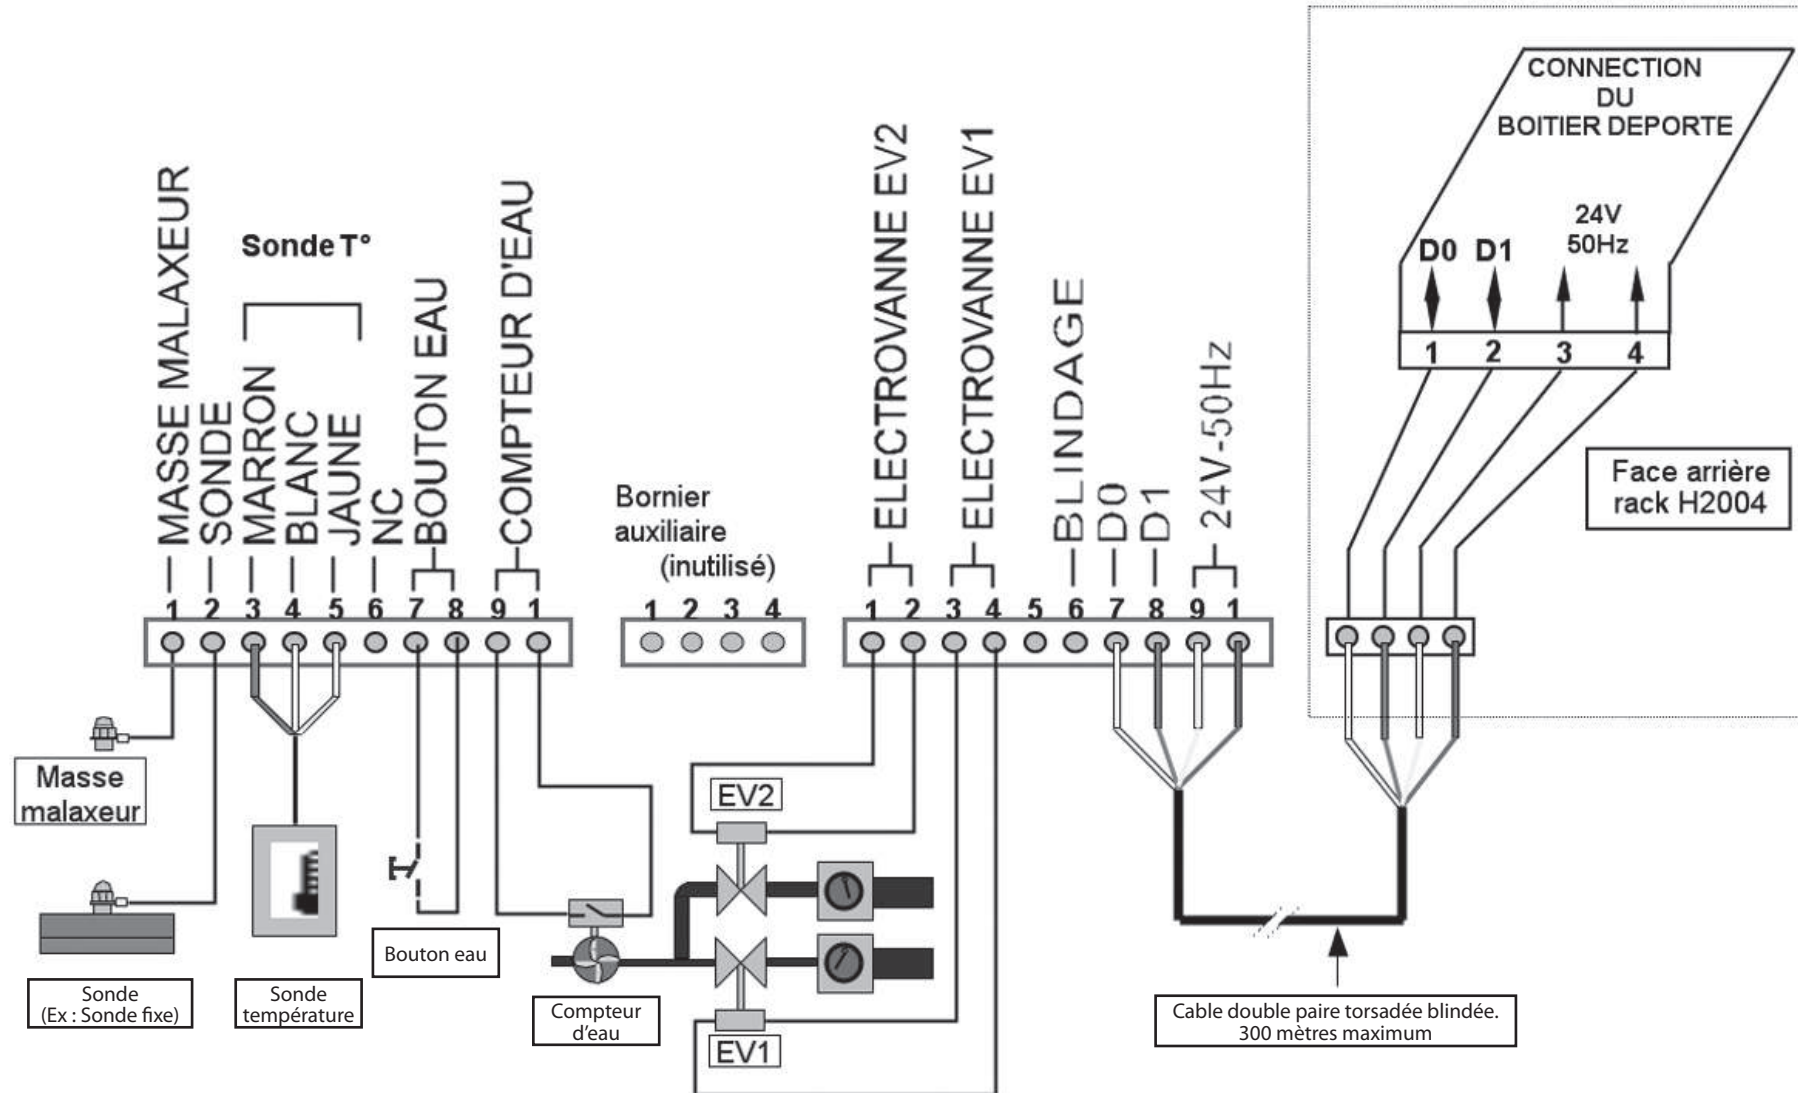 CONNECTION
DU
BOITIER DEPORTE
24V
50Hz
D0 D1
1 2 3 4
Face arrière
rack H2004
MASSE MALAXEUR
SONDE
Sonde T°
MARRON
BLANC
JAUNE
NC
BOUTON EAU
COMPTEUR D'EAU
1 2 3 4 5 6 7 8 9 1
Bornier
auxiliaire
(inutilisé)
1 2 3 4
ELECTROVANNE EV2
ELECTROVANNE EV1
BLINDAGE
D0
D1
24V-50Hz
1 2 3 4 5 6 7 8 9 1
Masse
malaxeur
Sonde
(Ex : Sonde fixe)
Sonde
température
Bouton eau
Compteur
d'eau
EV2
EV1
Cable double paire torsadée blindée.
300 mètres maximum